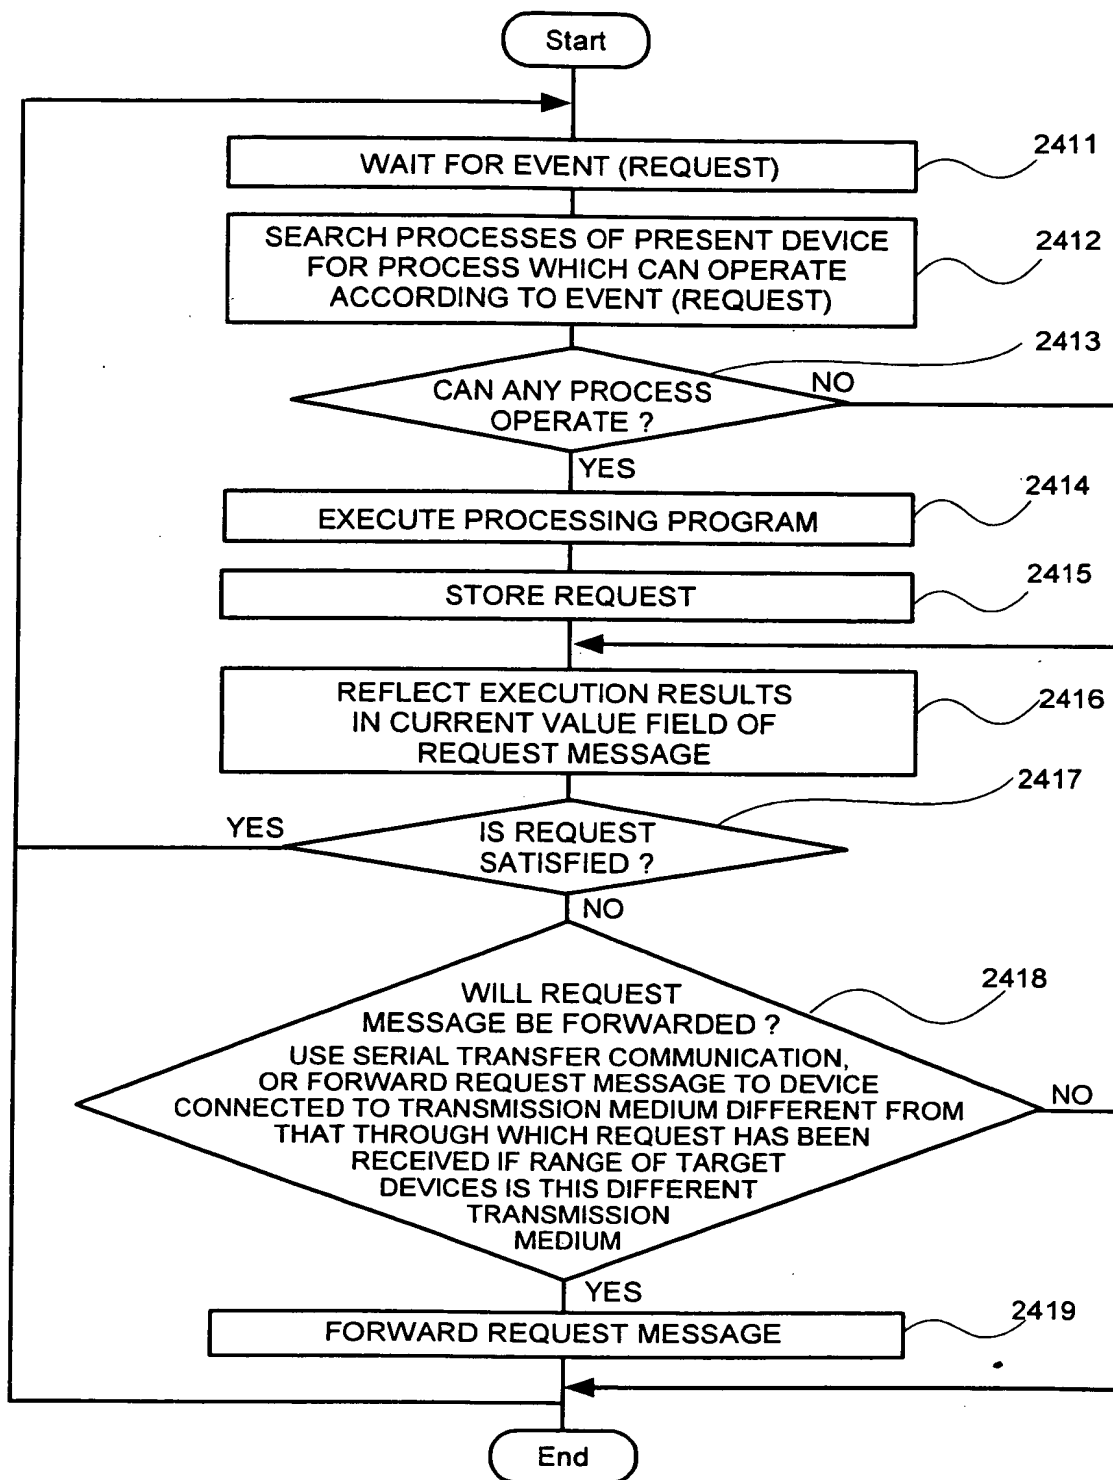 Start
WAIT FOR EVENT (REQUEST)
2411
SEARCH PROCESSES OF PRESENT DEVICE
FOR PROCESS WHICH CAN OPERATE
ACCORDING TO EVENT (REQUEST)
2412
2413
CAN ANY PROCESS
OPERATE ?
NO
YES
2414
EXECUTE PROCESSING PROGRAM
2415
STORE REQUEST
REFLECT EXECUTION RESULTS
IN CURRENT VALUE FIELD OF
REQUEST MESSAGE
2416
2417
YES
IS REQUEST
SATISFIED ?
NO
2418
WILL REQUEST
MESSAGE BE FORWARDED ?
USE SERIAL TRANSFER COMMUNICATION,
OR FORWARD REQUEST MESSAGE TO DEVICE
CONNECTED TO TRANSMISSION MEDIUM DIFFERENT FROM
THAT THROUGH WHICH REQUEST HAS BEEN
RECEIVED IF RANGE OF TARGET
DEVICES IS THIS DIFFERENT
TRANSMISSION
MEDIUM
NO
YES
2419
FORWARD REQUEST MESSAGE
End